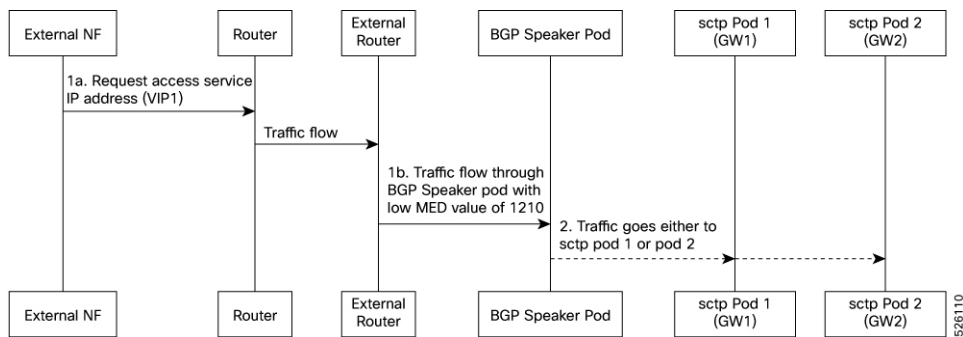 External NF
Router
External
Router
BGP Speaker Pod
sctp Pod 1
(GW1)
sctp Pod 2
(GW2)
1a. Request access service
IP address (VIP1)
Traffic flow
1b. Traffic flow through
BGP Speaker pod with
low MED value of 1210
2. Traffic goes either to
sctp pod 1 or pod 2
External NF
Router
External
Router
BGP Speaker Pod
sctp Pod 1
(GW1)
sctp Pod 2
(GW2)
526110